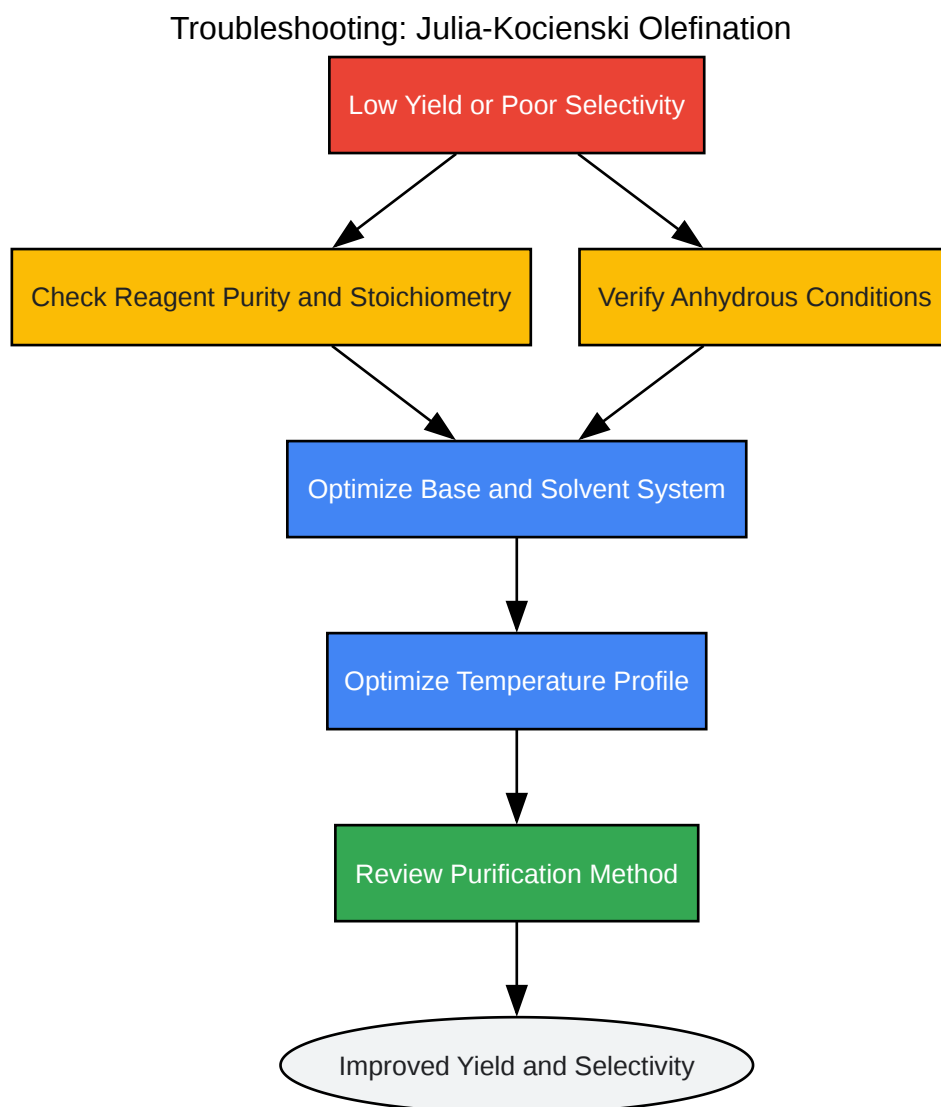 Troubleshooting: Julia-Kocienski Olefination
Low Yield or Poor Selectivity
Check Reagent Purity and Stoichiometry
Verify Anhydrous Conditions
Optimize Base and Solvent System
Optimize Temperature Profile
Review Purification Method
Improved Yield and Selectivity